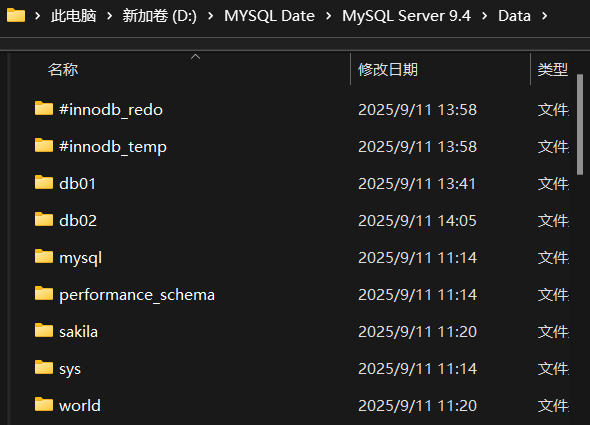 此电脑 › 新加卷 (D:) › MYSQL Date › MySQL Server 9.4 › Data ›
名称 修改日期 类型
#innodb_redo 2025/9/11 13:58 文件
#innodb_temp 2025/9/11 13:58 文件
db01 2025/9/11 13:41 文件
db02 2025/9/11 14:05 文件
mysql 2025/9/11 11:14 文件
performance_schema 2025/9/11 11:14 文件
sakila 2025/9/11 11:20 文件
sys 2025/9/11 11:14 文件
world 2025/9/11 11:20 文件